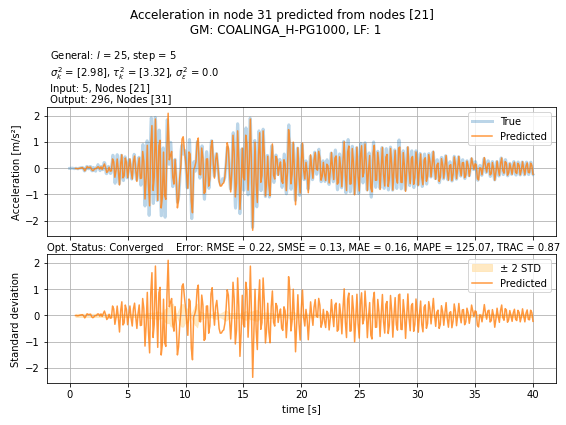 Acceleration in node 31 predicted from nodes [21]
GM: COALINGA_H-PG1000, LF: 1
General: l = 25, step = 5
σ²ₖ = [2.98], τ²ₖ = [3.32], σ²ε = 0.0
Input: 5, Nodes [21]
Output: 296, Nodes [31]
Acceleration [m/s²]
2
1
0
−1
−2
True
Predicted
Opt. Status: Converged    Error: RMSE = 0.22, SMSE = 0.13, MAE = 0.16, MAPE = 125.07, TRAC = 0.87
Standard deviation
2
1
0
−1
−2
± 2 STD
Predicted
0 5 10 15 20 25 30 35 40
time [s]